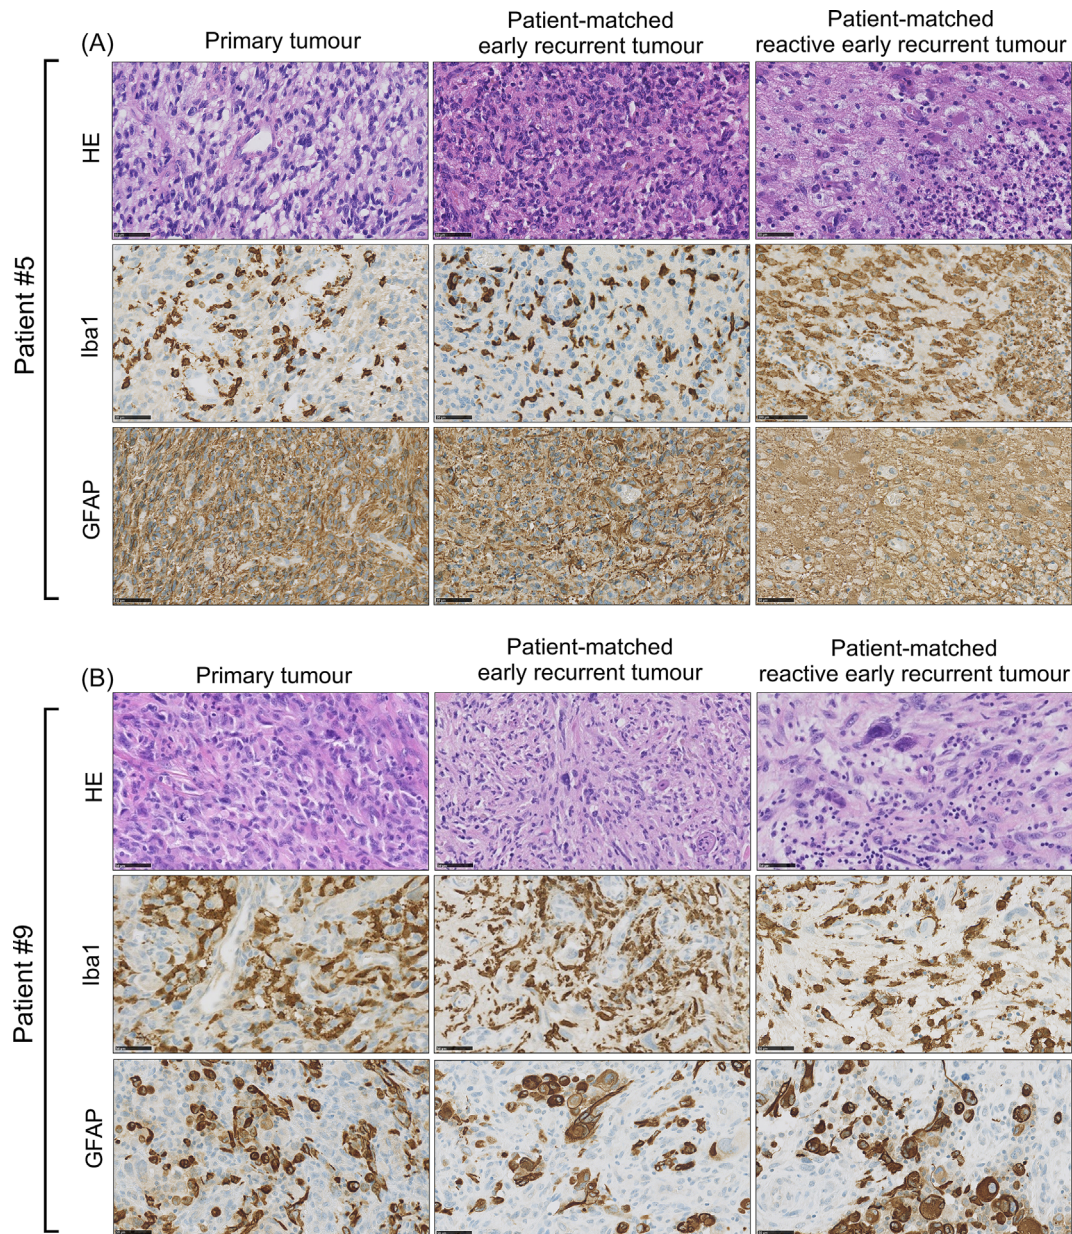 (A)
Primary tumour
Patient-matched
early recurrent tumour
Patient-matched
reactive early recurrent tumour
Patient #5
HE
Iba1
GFAP
(B)
Primary tumour
Patient-matched
early recurrent tumour
Patient-matched
reactive early recurrent tumour
Patient #9
HE
Iba1
GFAP